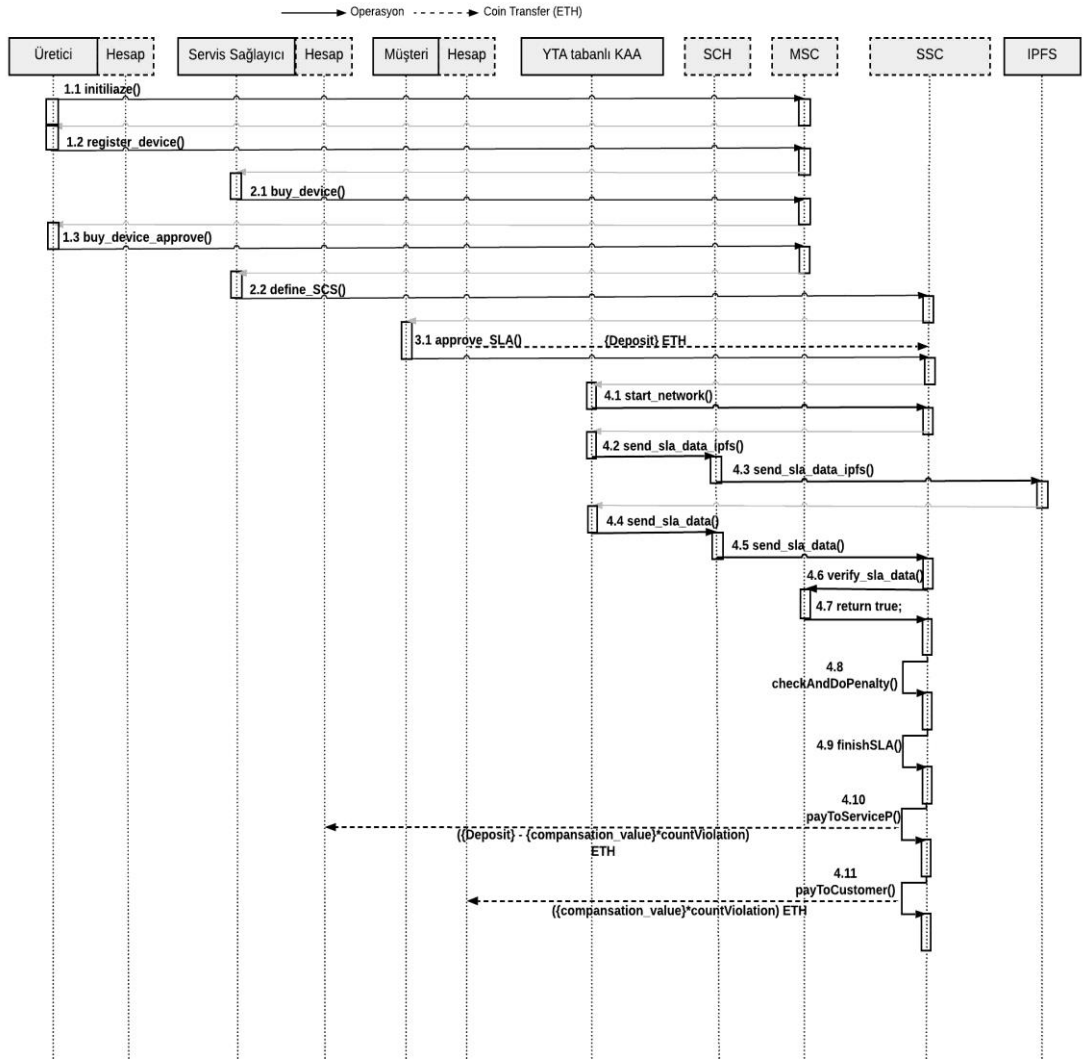 Operasyon Coin Transfer (ETH)
Üretici Hesap Servis Sağlayıcı Hesap Müşteri Hesap YTA tabanlı KAA SCH MSC SSC IPFS
1.1 initiliaze()
1.2 register_device()
2.1 buy_device()
1.3 buy_device_approve()
2.2 define_SCS()
3.1 approve_SLA() {Deposit} ETH
4.1 start_network()
4.2 send_sla_data_ipfs()
4.3 send_sla_data_ipfs()
4.4 send_sla_data()
4.5 send_sla_data()
4.6 verify_sla_data()
4.7 return true;
4.8
checkAndDoPenalty()
4.9 finishSLA()
4.10
payToServiceP()
({Deposit} - {compansation_value}*countViolation)
ETH
4.11
payToCustomer()
({compansation_value}*countViolation) ETH